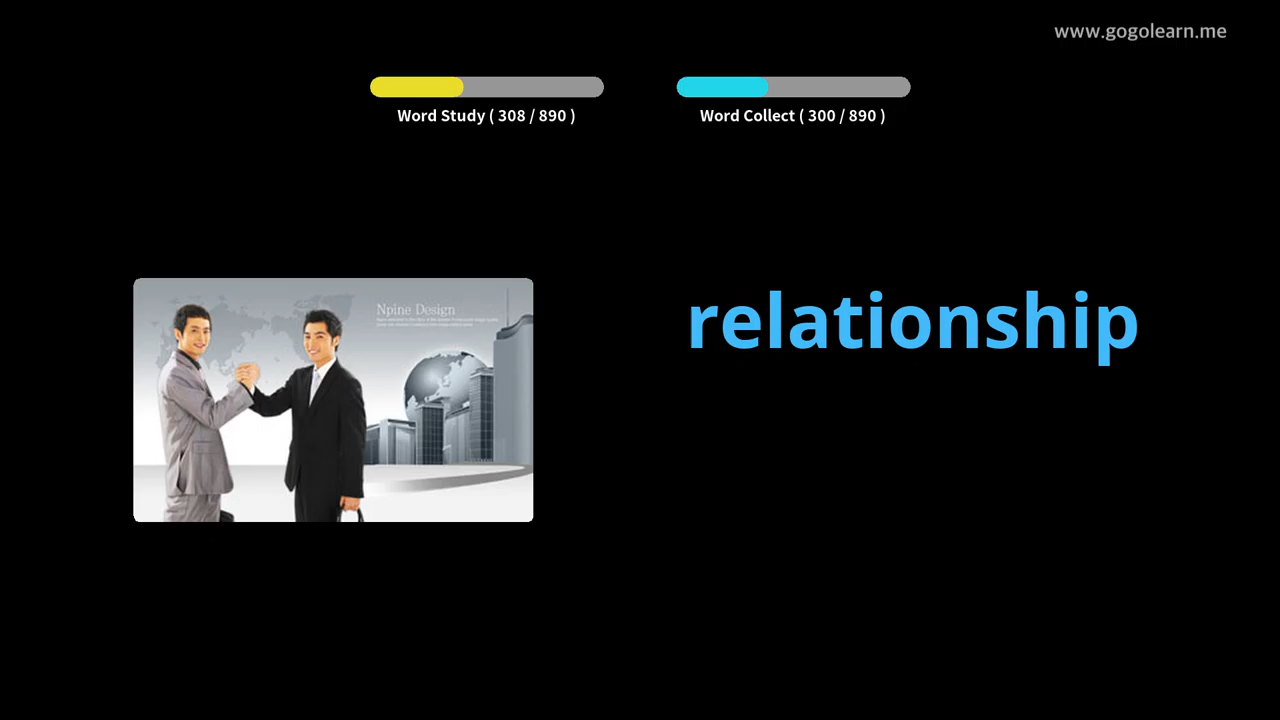 www.gogolearn.me
Word Study ( 308 / 890 )
Word Collect ( 300 / 890 )
Npine Design
relationship